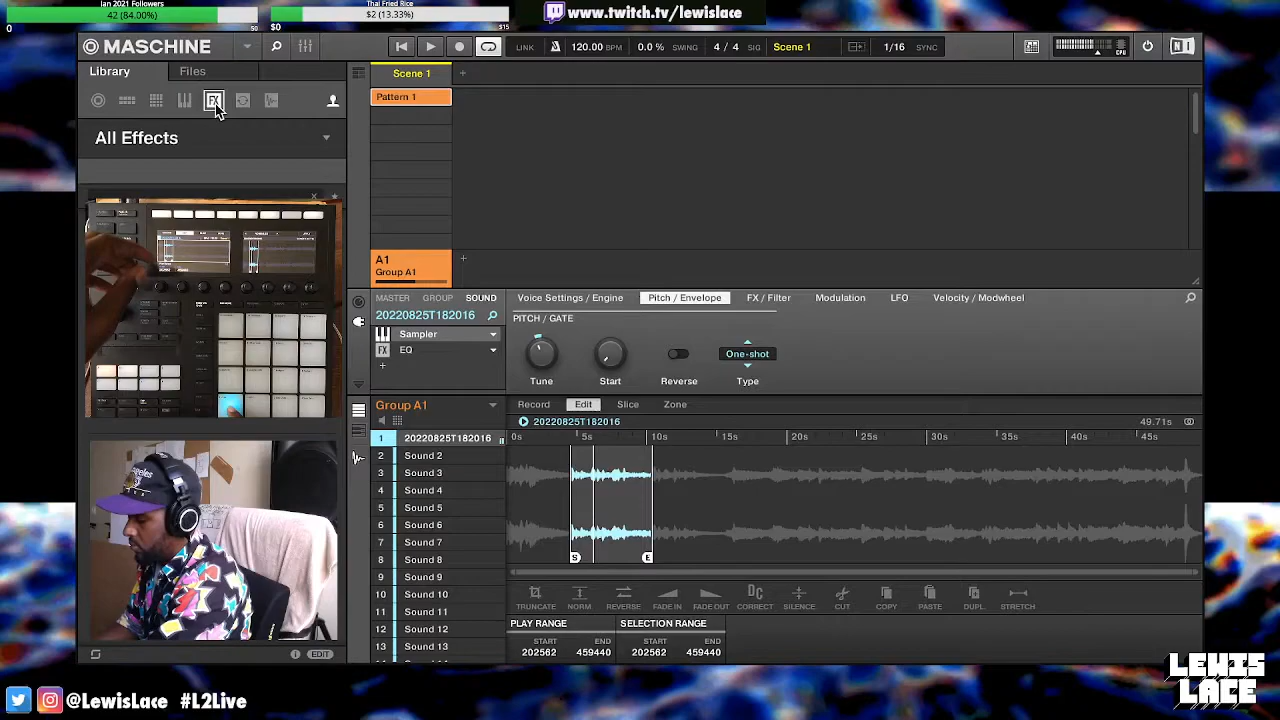 Jan 2021 Followers
42 (84.00%)
0
50
Thai Fried Rice
$2 (13.33%)
$15
www.twitch.tv/lewislace
MASCHINE
LINK
120.00 BPM
0.0 % SWING
4 / 4 SIG
Scene 1
1/16 SYNC
CPU
Library
Files
Scene 1
Pattern 1
FX
All Effects
A1
Group A1
MASTER GROUP SOUND
20220825T182016
Sampler
FX EQ
Voice Settings / Engine
Pitch / Envelope
FX / Filter
Modulation
LFO
Velocity / Modwheel
PITCH / GATE
One-shot
Tune
Start
Reverse
Type
Group A1
Record
Edit
Slice
Zone
20220825T182016
49.71s
0s 5s 10s 15s 20s 25s 30s 35s 40s 45s
1 20220825T182016
2 Sound 2
3 Sound 3
4 Sound 4
5 Sound 5
6 Sound 6
7 Sound 7
8 Sound 8
9 Sound 9
10 Sound 10
11 Sound 11
12 Sound 12
13 Sound 13
S
E
TRUNCATE
NORM
REVERSE
FADE IN
FADE OUT
CORRECT
SILENCE
CUT
COPY
PASTE
DUPL.
STRETCH
PLAY RANGE
SELECTION RANGE
START END
START END
202562 459440
202562 459440
EDIT
LEWIS
LACE
@LewisLace #L2Live